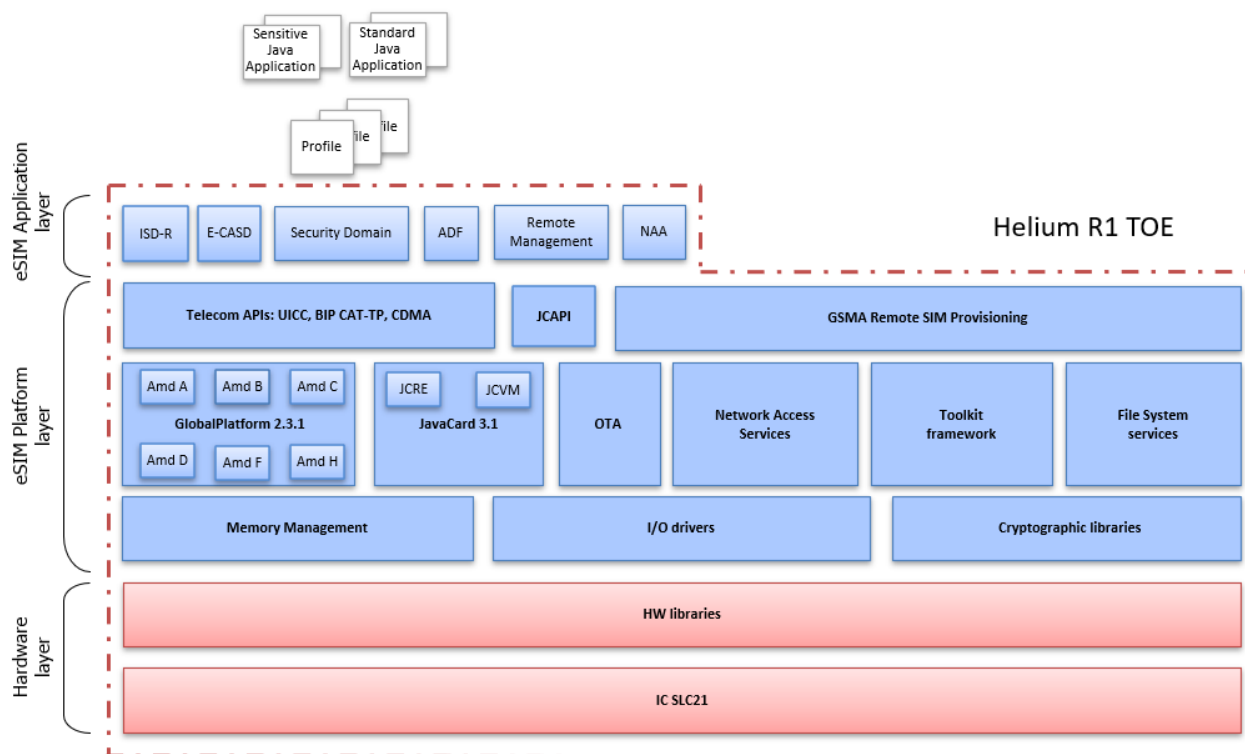 Sensitive
Java
Application
Standard
Java
Application
Profile
file
file
eSIM Application
layer
ISD-R
E-CASD
Security Domain
ADF
Remote
Management
NAA
Helium R1 TOE
eSIM Platform
layer
Telecom APIs: UICC, BIP CAT-TP, CDMA
JCAPI
GSMA Remote SIM Provisioning
Amd A
Amd B
Amd C
GlobalPlatform 2.3.1
Amd D
Amd F
Amd H
JCRE
JCVM
JavaCard 3.1
OTA
Network Access
Services
Toolkit
framework
File System
services
Memory Management
I/O drivers
Cryptographic libraries
Hardware
layer
HW libraries
IC SLC21